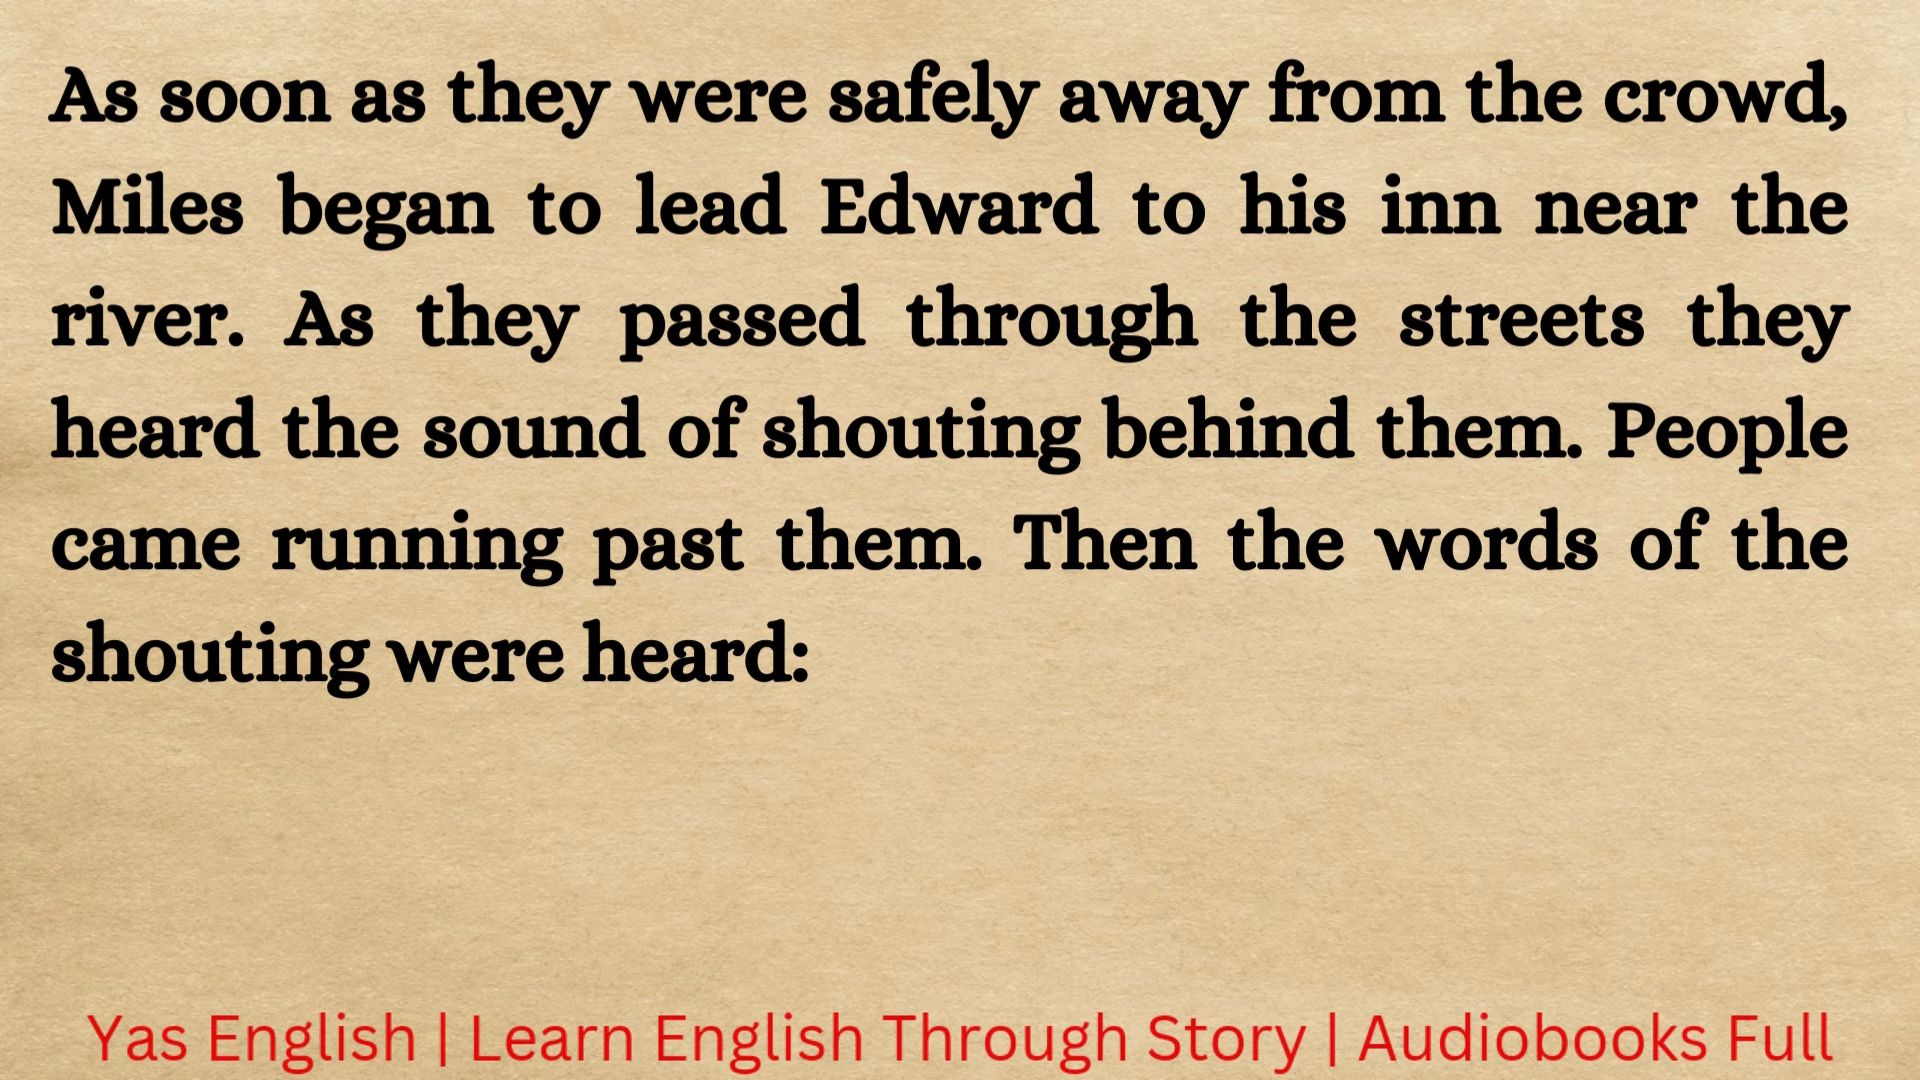 As soon as they were safely away from the crowd,
Miles began to lead Edward to his inn near the
river. As they passed through the streets they
heard the sound of shouting behind them. People
came running past them. Then the words of the
shouting were heard:
Yas English | Learn English Through Story | Audiobooks Full